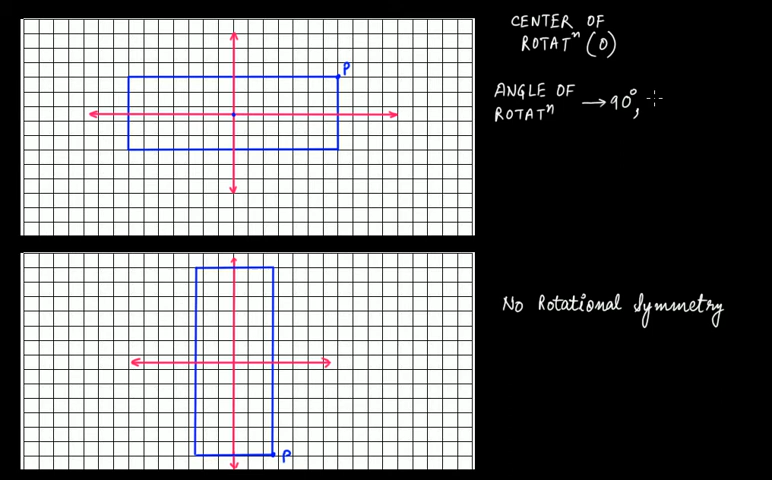 P
CENTER OF
ROTATⁿ (O)
ANGLE OF
ROTATⁿ → 90°,
P
No Rotational Symmetry